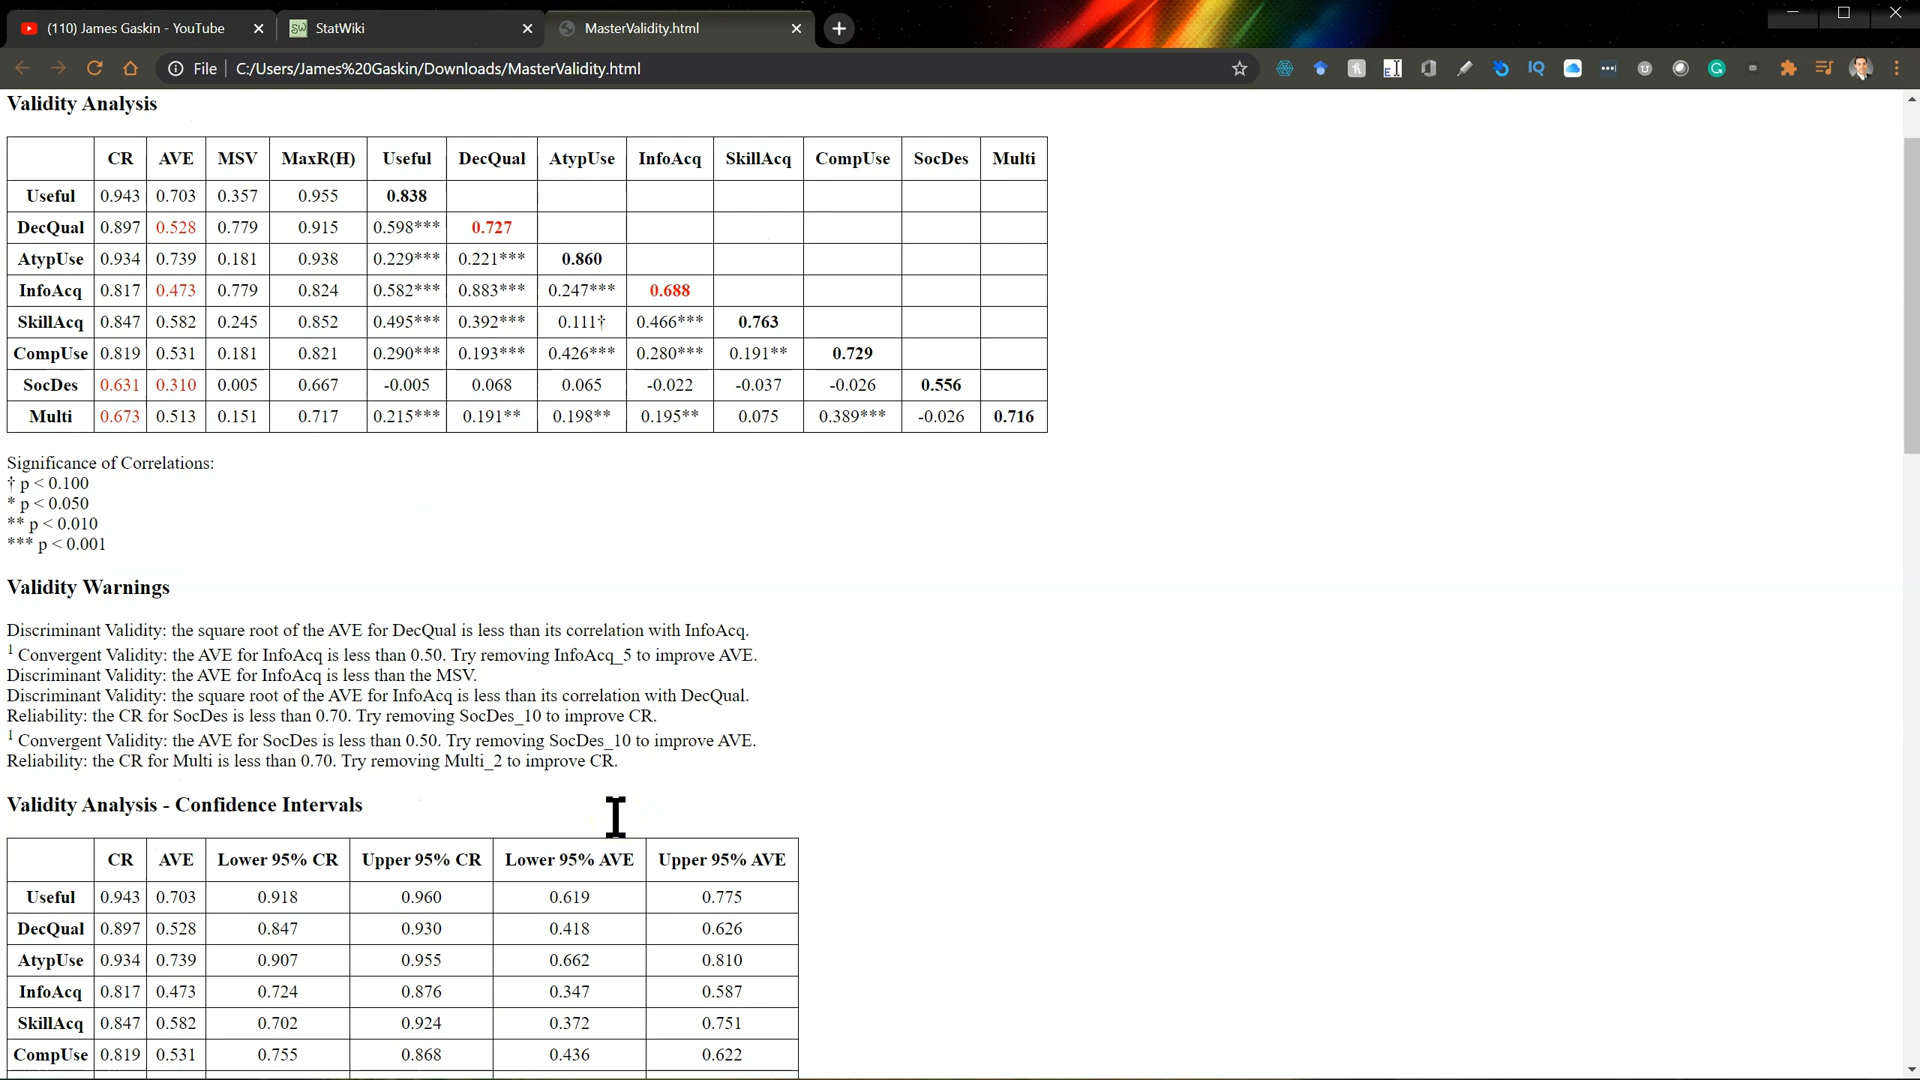 (110) James Gaskin - YouTube StatWiki MasterValidity.html
File C:/Users/James%20Gaskin/Downloads/MasterValidity.html
Validity Analysis
CR AVE MSV MaxR(H) Useful DecQual AtypUse InfoAcq SkillAcq CompUse SocDes Multi
Useful 0.943 0.703 0.357 0.955 0.838
DecQual 0.897 0.528 0.779 0.915 0.598*** 0.727
AtypUse 0.934 0.739 0.181 0.938 0.229*** 0.221*** 0.860
InfoAcq 0.817 0.473 0.779 0.824 0.582*** 0.883*** 0.247*** 0.688
SkillAcq 0.847 0.582 0.245 0.852 0.495*** 0.392*** 0.111† 0.466*** 0.763
CompUse 0.819 0.531 0.181 0.821 0.290*** 0.193*** 0.426*** 0.280*** 0.191** 0.729
SocDes 0.631 0.310 0.005 0.667 -0.005 0.068 0.065 -0.022 -0.037 -0.026 0.556
Multi 0.673 0.513 0.151 0.717 0.215*** 0.191** 0.198** 0.195** 0.075 0.389*** -0.026 0.716
Significance of Correlations:
† p < 0.100
* p < 0.050
** p < 0.010
*** p < 0.001
Validity Warnings
Discriminant Validity: the square root of the AVE for DecQual is less than its correlation with InfoAcq.
1 Convergent Validity: the AVE for InfoAcq is less than 0.50. Try removing InfoAcq_5 to improve AVE.
Discriminant Validity: the AVE for InfoAcq is less than the MSV.
Discriminant Validity: the square root of the AVE for InfoAcq is less than its correlation with DecQual.
Reliability: the CR for SocDes is less than 0.70. Try removing SocDes_10 to improve CR.
1 Convergent Validity: the AVE for SocDes is less than 0.50. Try removing SocDes_10 to improve AVE.
Reliability: the CR for Multi is less than 0.70. Try removing Multi_2 to improve CR.
Validity Analysis - Confidence Intervals
CR AVE Lower 95% CR Upper 95% CR Lower 95% AVE Upper 95% AVE
Useful 0.943 0.703 0.918 0.960 0.619 0.775
DecQual 0.897 0.528 0.847 0.930 0.418 0.626
AtypUse 0.934 0.739 0.907 0.955 0.662 0.810
InfoAcq 0.817 0.473 0.724 0.876 0.347 0.587
SkillAcq 0.847 0.582 0.702 0.924 0.372 0.751
CompUse 0.819 0.531 0.755 0.868 0.436 0.622